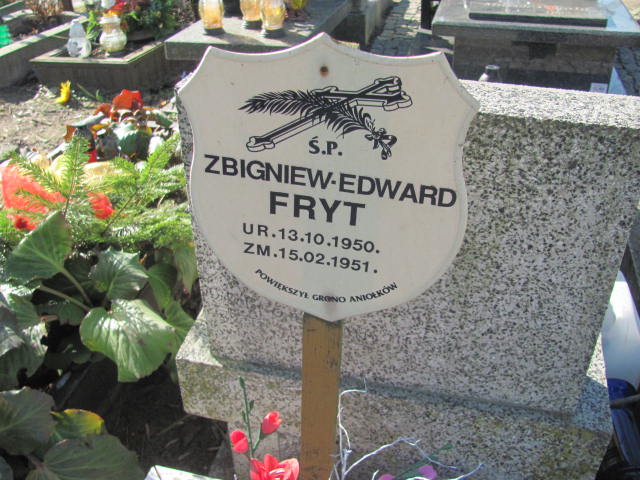 Ś.P.
ZBIGNIEW-EDWARD
FRYT
UR.13.10.1950.
ZM.15.02.1951.
POWIĘKSZYŁ GRONO ANIOŁKÓW